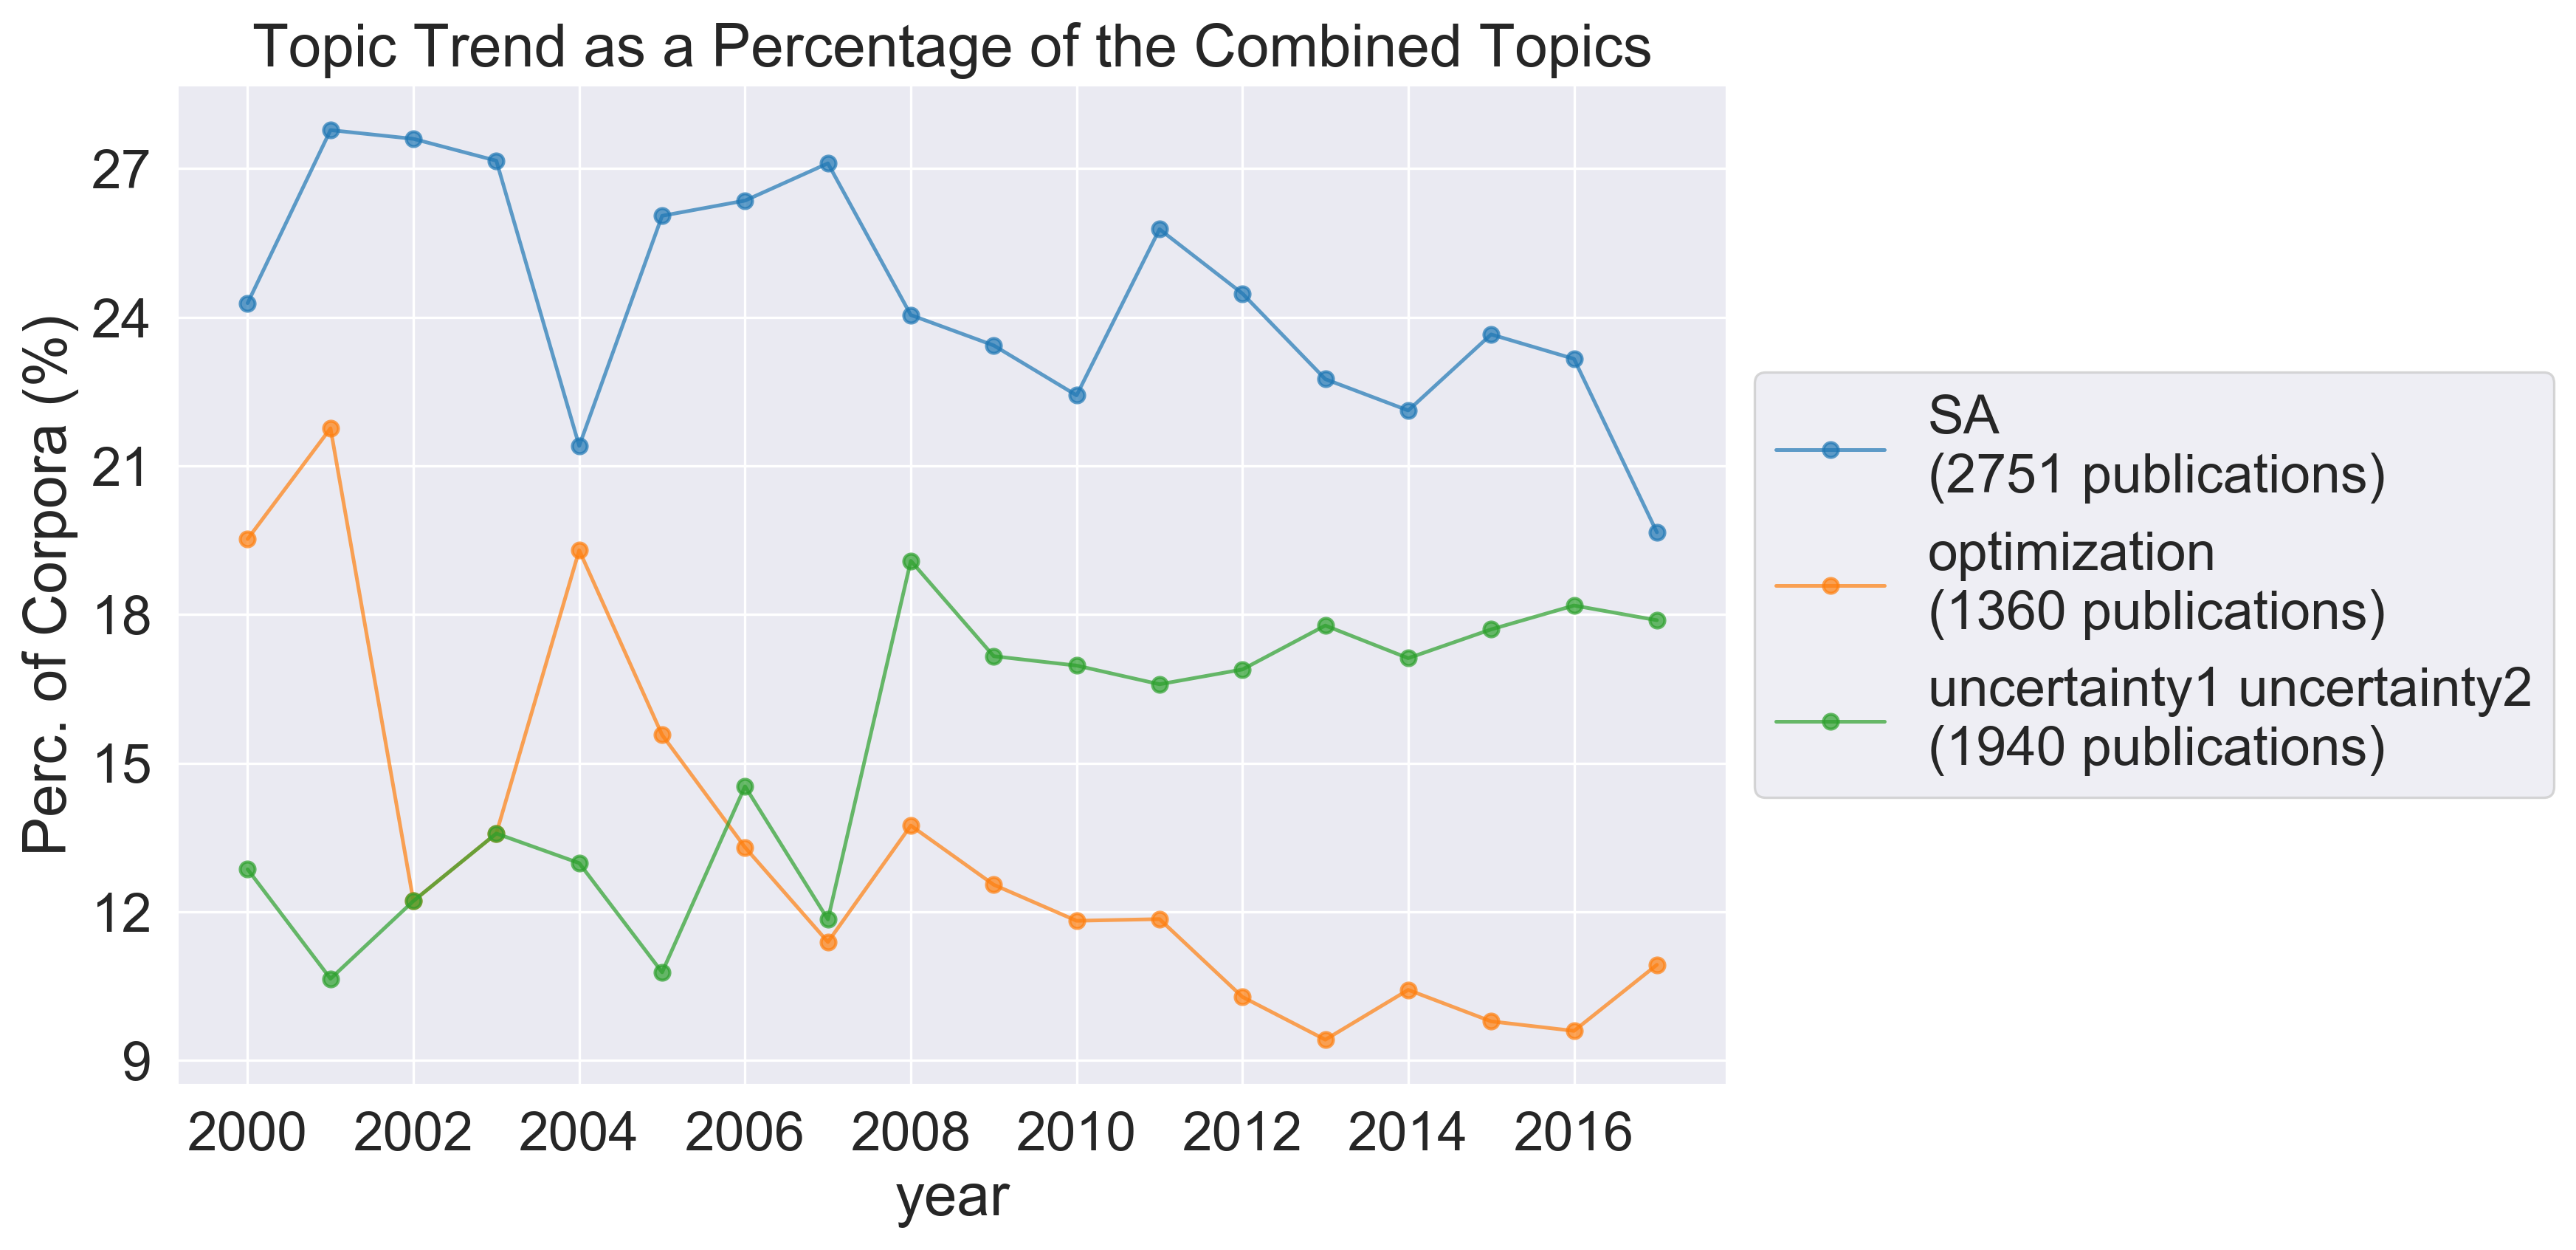 Topic Trend as a Percentage of the Combined Topics
Perc. of Corpora (%)
27
24
21
18
15
12
9
2000 2002 2004 2006 2008 2010 2012 2014 2016
year
SA
(2751 publications)
optimization
(1360 publications)
uncertainty1 uncertainty2
(1940 publications)